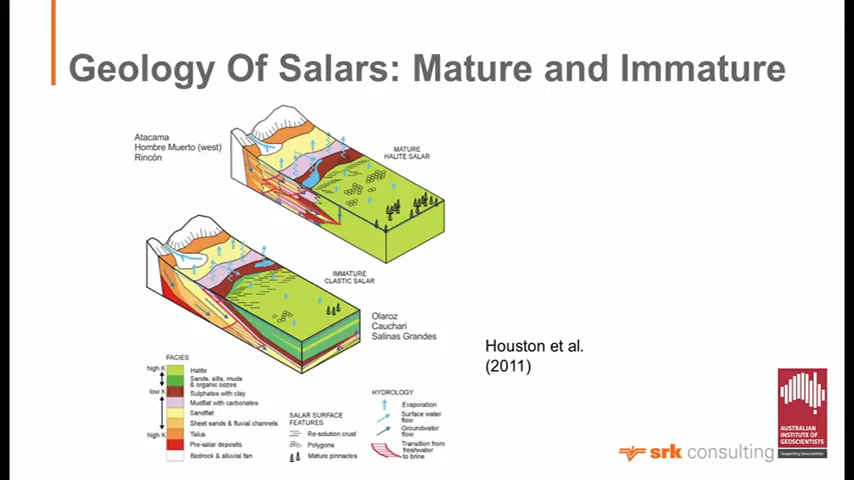 Geology Of Salars: Mature and Immature
Atacama
Hombre Muerto (west)
Rincón
MATURE
HALITE SALAR
IMMATURE
CLASTIC SALAR
Olaroz
Cauchari
Salinas Grandes
Houston et al.
(2011)
FACIES
high K
low K
high K
Halite
Sands, silts, muds
& organic oozes
Sulphates with clay
Mudflat with carbonates
Sandflat
Sheet sands & fluvial channels
Talus
Pre-salar deposits
Bedrock & alluvial fan
SALAR SURFACE
FEATURES
Re-solution crust
Polygons
Mature pinnacles
HYDROLOGY
Evaporation
Surface water
flow
Groundwater
flow
Transition from
freshwater
to brine
srk consulting
AUSTRALIAN
INSTITUTE OF
GEOSCIENTISTS
Supporting Geoscientists